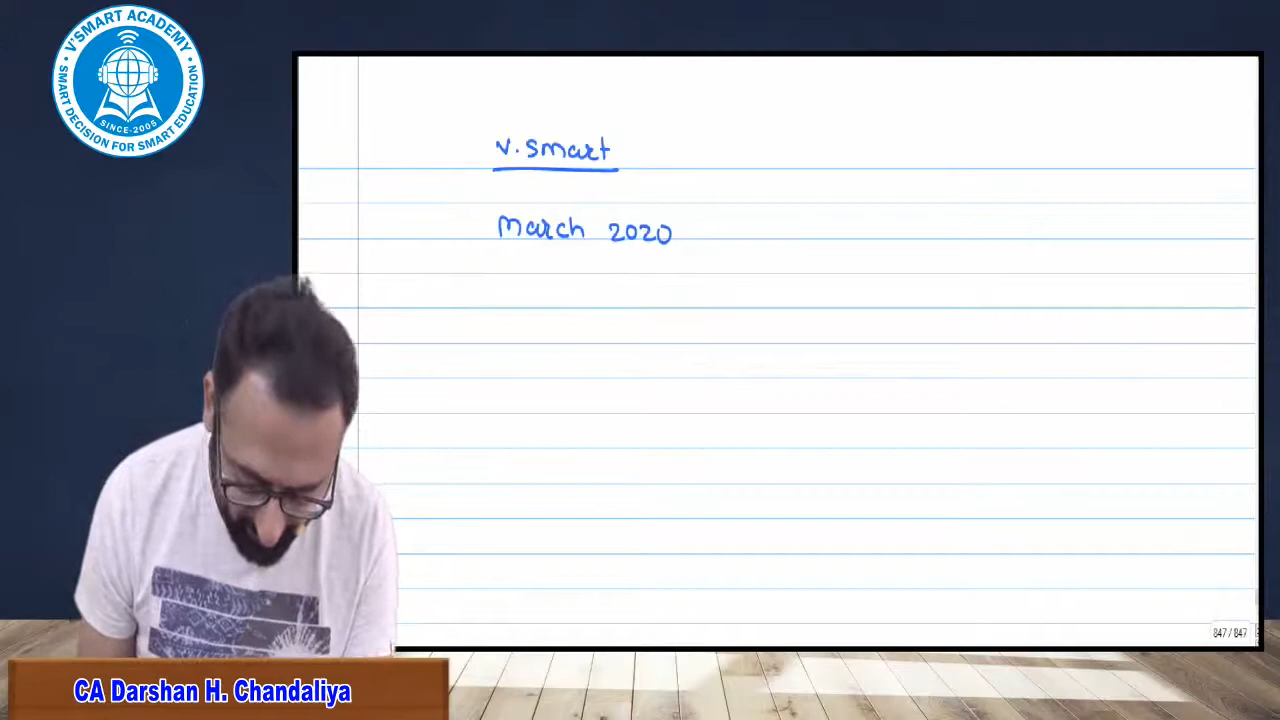 V'SMART ACADEMY
SMART DECISION FOR SMART EDUCATION
SINCE-2005
V. Smart
March 2020
847 / 847
CA Darshan H. Chandaliya